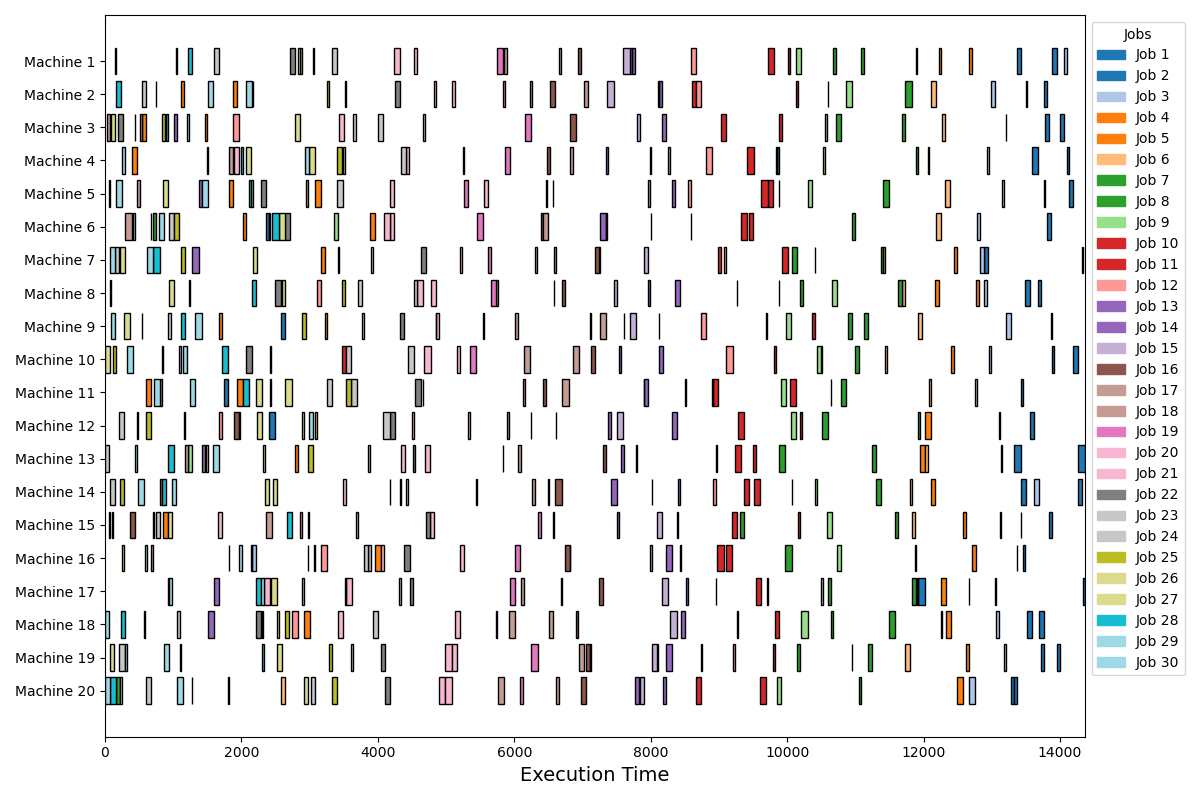 Machine 1
Machine 2
Machine 3
Machine 4
Machine 5
Machine 6
Machine 7
Machine 8
Machine 9
Machine 10
Machine 11
Machine 12
Machine 13
Machine 14
Machine 15
Machine 16
Machine 17
Machine 18
Machine 19
Machine 20
0 2000 4000 6000 8000 10000 12000 14000
Execution Time
Jobs
Job 1
Job 2
Job 3
Job 4
Job 5
Job 6
Job 7
Job 8
Job 9
Job 10
Job 11
Job 12
Job 13
Job 14
Job 15
Job 16
Job 17
Job 18
Job 19
Job 20
Job 21
Job 22
Job 23
Job 24
Job 25
Job 26
Job 27
Job 28
Job 29
Job 30